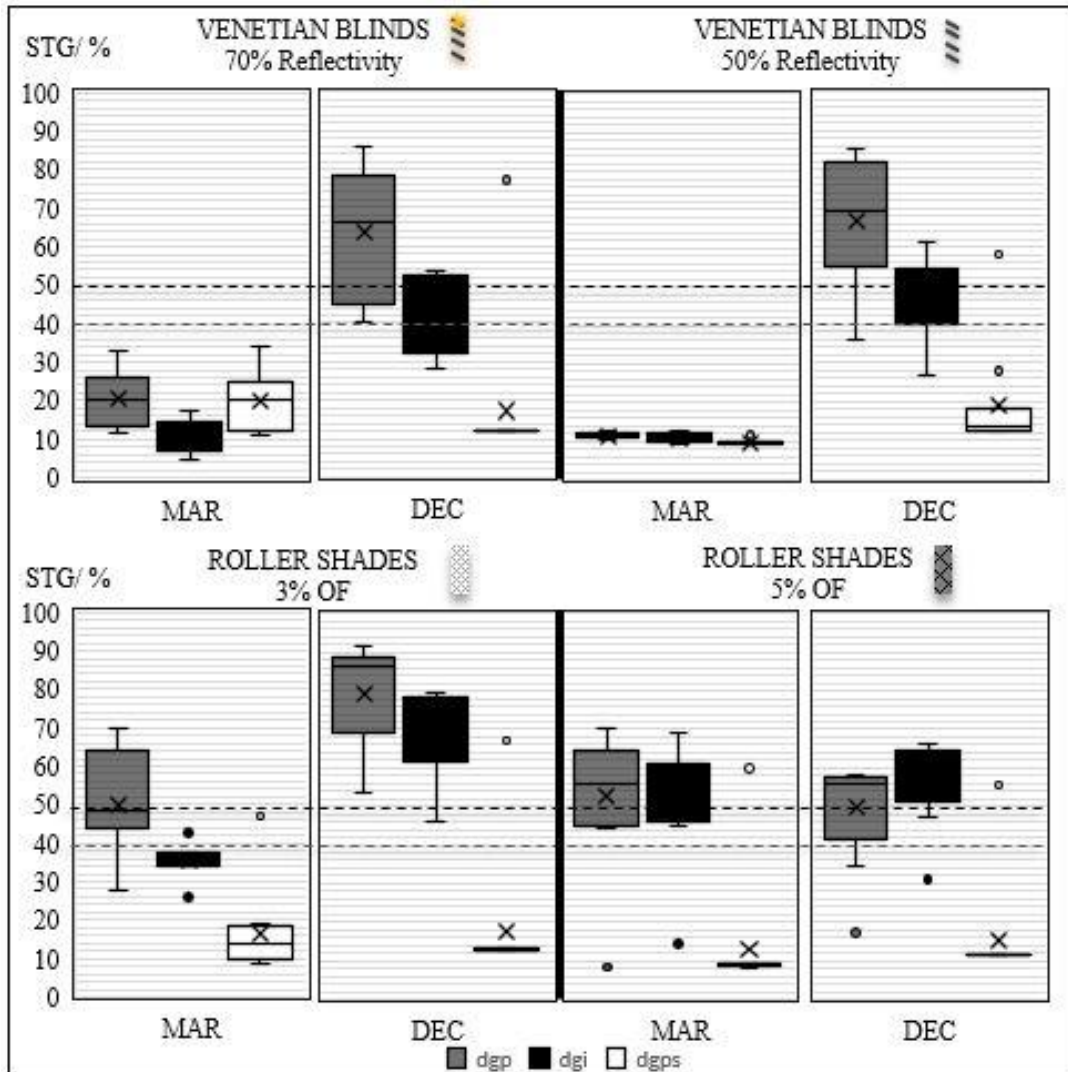 VENETIAN BLINDS
70% Reflectivity
VENETIAN BLINDS
50% Reflectivity
STG/ %
100
90
80
70
60
50
40
30
20
10
0
MAR
DEC
MAR
DEC
ROLLER SHADES
3% OF
ROLLER SHADES
5% OF
STG/ %
100
90
80
70
60
50
40
30
20
10
0
MAR
DEC
MAR
DEC
dgp dgi dgps